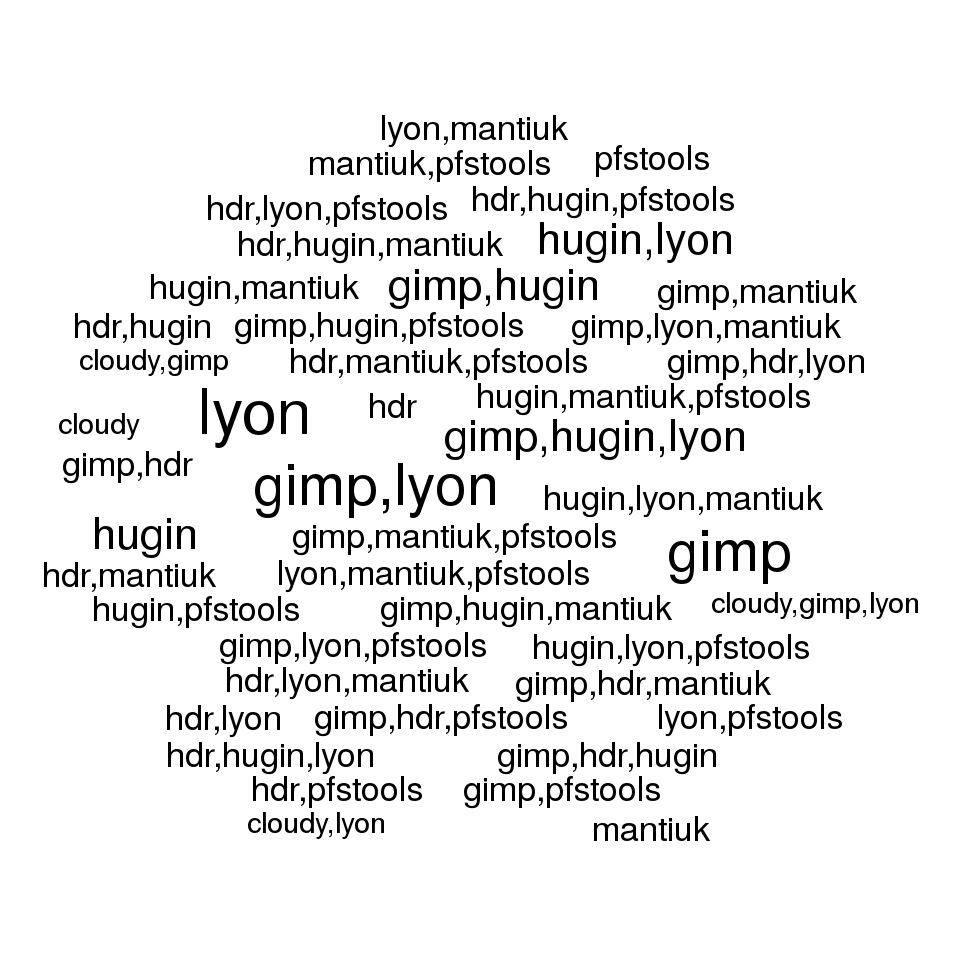 lyon,mantiuk
mantiuk,pfstools pfstools
hdr,lyon,pfstools hdr,hugin,pfstools
hdr,hugin,mantiuk hugin,lyon
hugin,mantiuk gimp,hugin gimp,mantiuk
hdr,hugin gimp,hugin,pfstools gimp,lyon,mantiuk
cloudy,gimp hdr,mantiuk,pfstools gimp,hdr,lyon
lyon hdr hugin,mantiuk,pfstools
cloudy gimp,hugin,lyon
gimp,hdr gimp,lyon hugin,lyon,mantiuk
hugin gimp,mantiuk,pfstools gimp
hdr,mantiuk lyon,mantiuk,pfstools
hugin,pfstools gimp,hugin,mantiuk cloudy,gimp,lyon
gimp,lyon,pfstools hugin,lyon,pfstools
hdr,lyon,mantiuk gimp,hdr,mantiuk
hdr,lyon gimp,hdr,pfstools lyon,pfstools
hdr,hugin,lyon gimp,hdr,hugin
hdr,pfstools gimp,pfstools
cloudy,lyon mantiuk